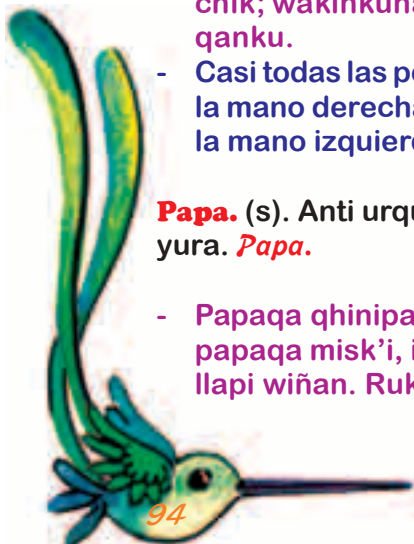 chik; wakinkuna
qanku.
- Casi todas las pe
la mano derecha
la mano izquier
Papa. (s). Anti urqu
yura. Papa.
- Papaqa qhinipa
papaqa misk’i, i
llapi wiñan. Ruk
94